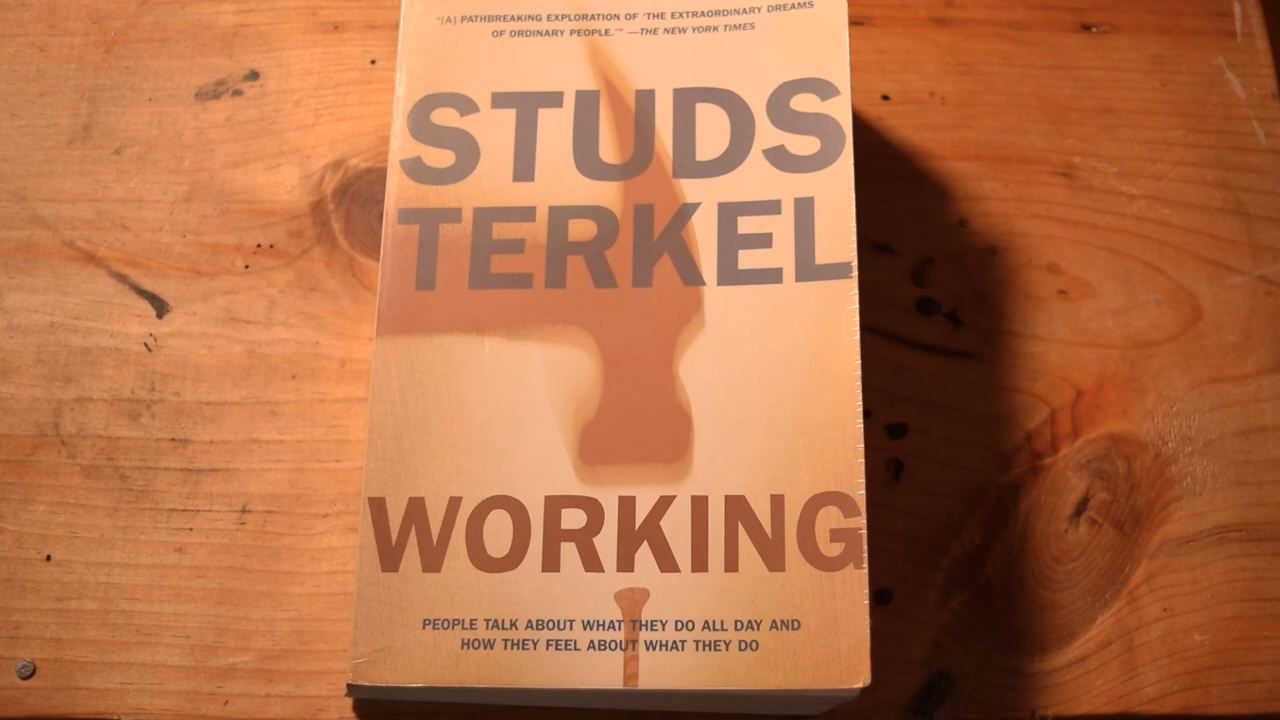 "[A] PATHBREAKING EXPLORATION OF 'THE EXTRAORDINARY DREAMS
OF ORDINARY PEOPLE.'" —THE NEW YORK TIMES
STUDS
TERKEL
WORKING
PEOPLE TALK ABOUT WHAT THEY DO ALL DAY AND
HOW THEY FEEL ABOUT WHAT THEY DO